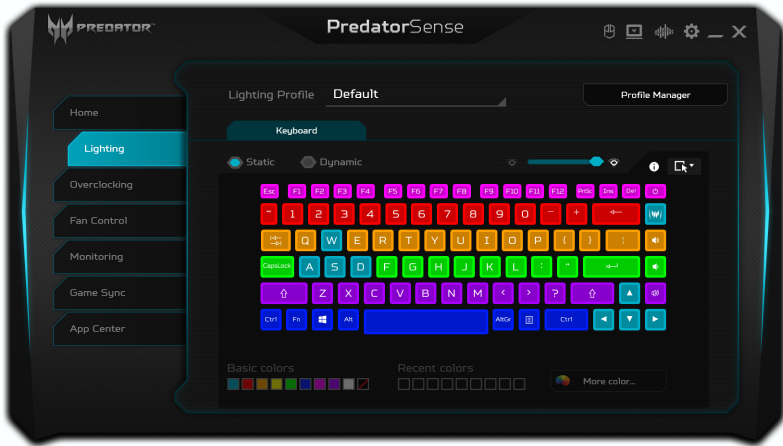 PREDATOR
PredatorSense
Lighting Profile Default Profile Manager
Home
Keyboard
Lighting
Static Dynamic
Overclocking
Esc F1 F2 F3 F4 F5 F6 F7 F8 F9 F10 F11 F12 PrtSc Ins Del
~ 1 2 3 4 5 6 7 8 9 0 - +
Fan Control
Q W E R T Y U I O P { }
Monitoring
CapsLock A S D F G H J K L : "
Game Sync
Z X C V B N M < > ?
App Center
Ctrl Fn Alt AltGr Ctrl
Basic colors Recent colors
More color...